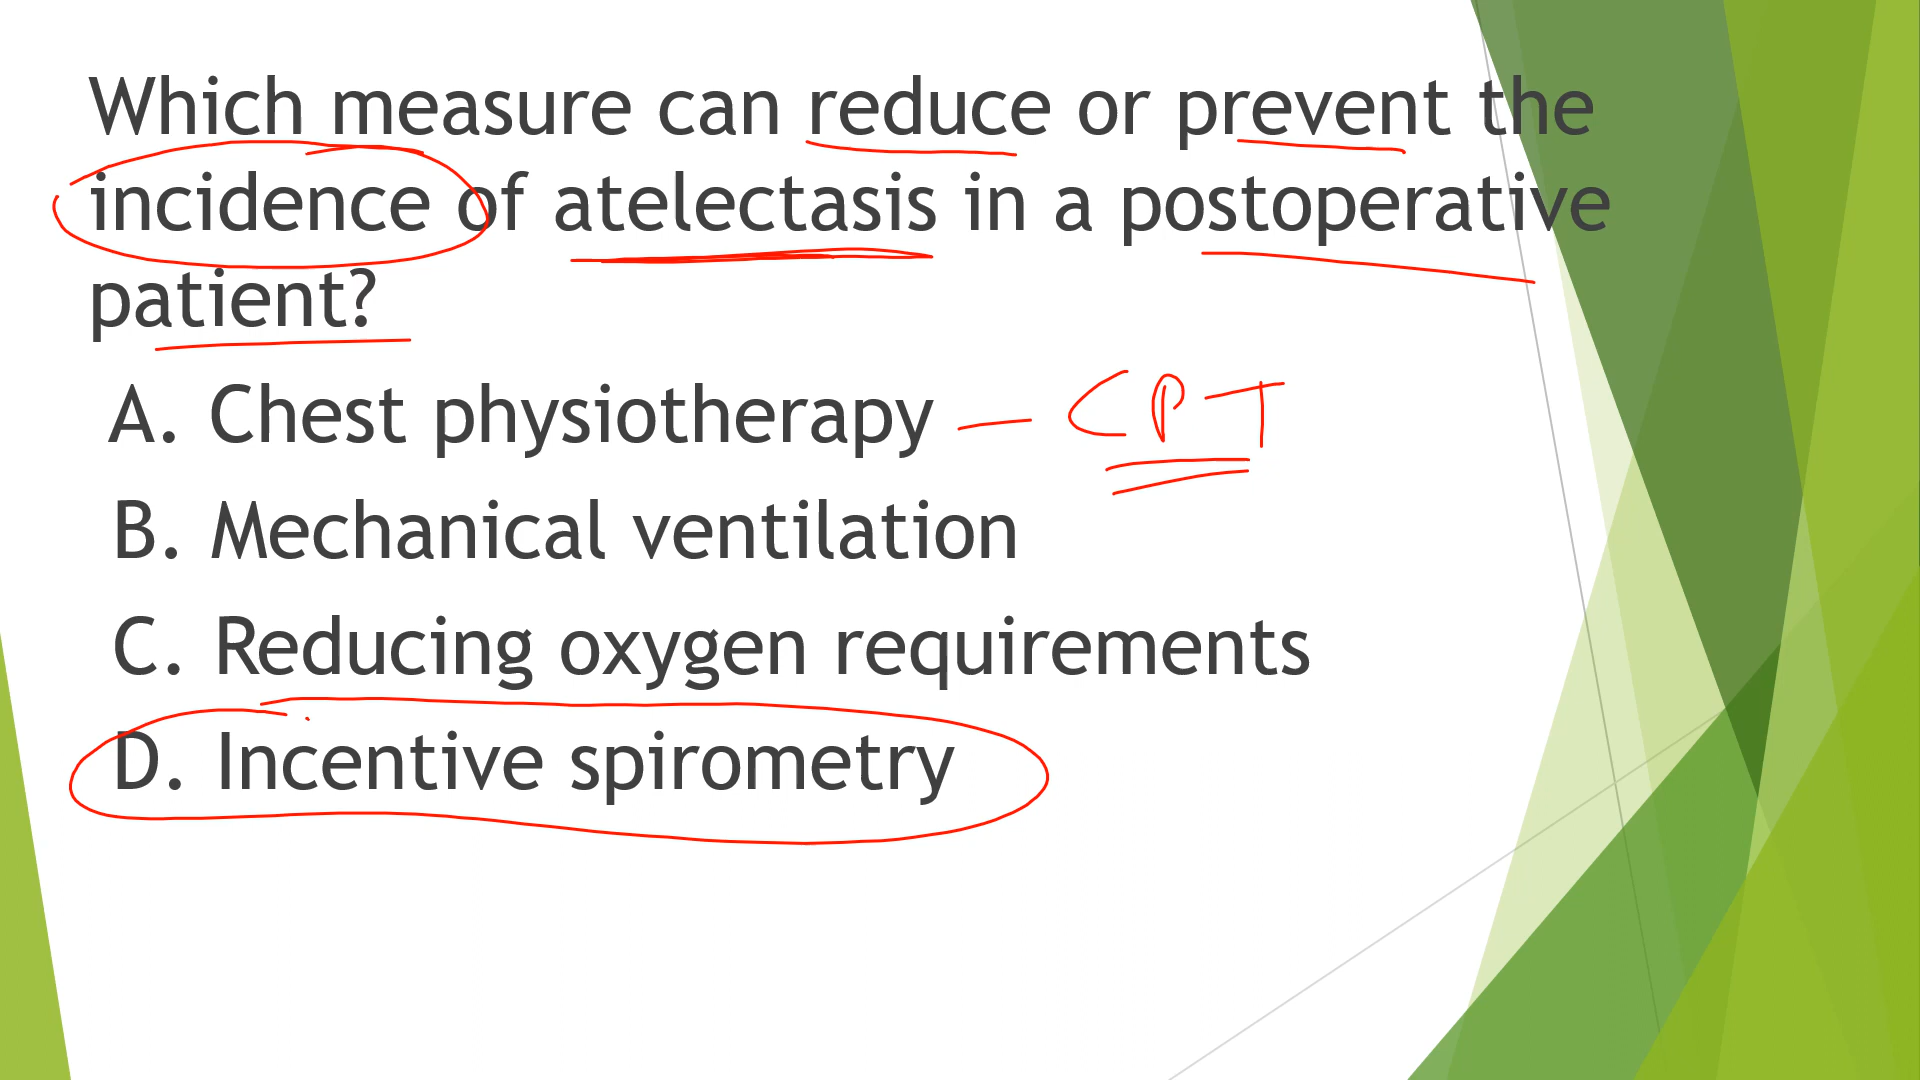 Which measure can reduce or prevent the
incidence of atelectasis in a postoperative
patient?
A. Chest physiotherapy — CPT
B. Mechanical ventilation
C. Reducing oxygen requirements
D. Incentive spirometry